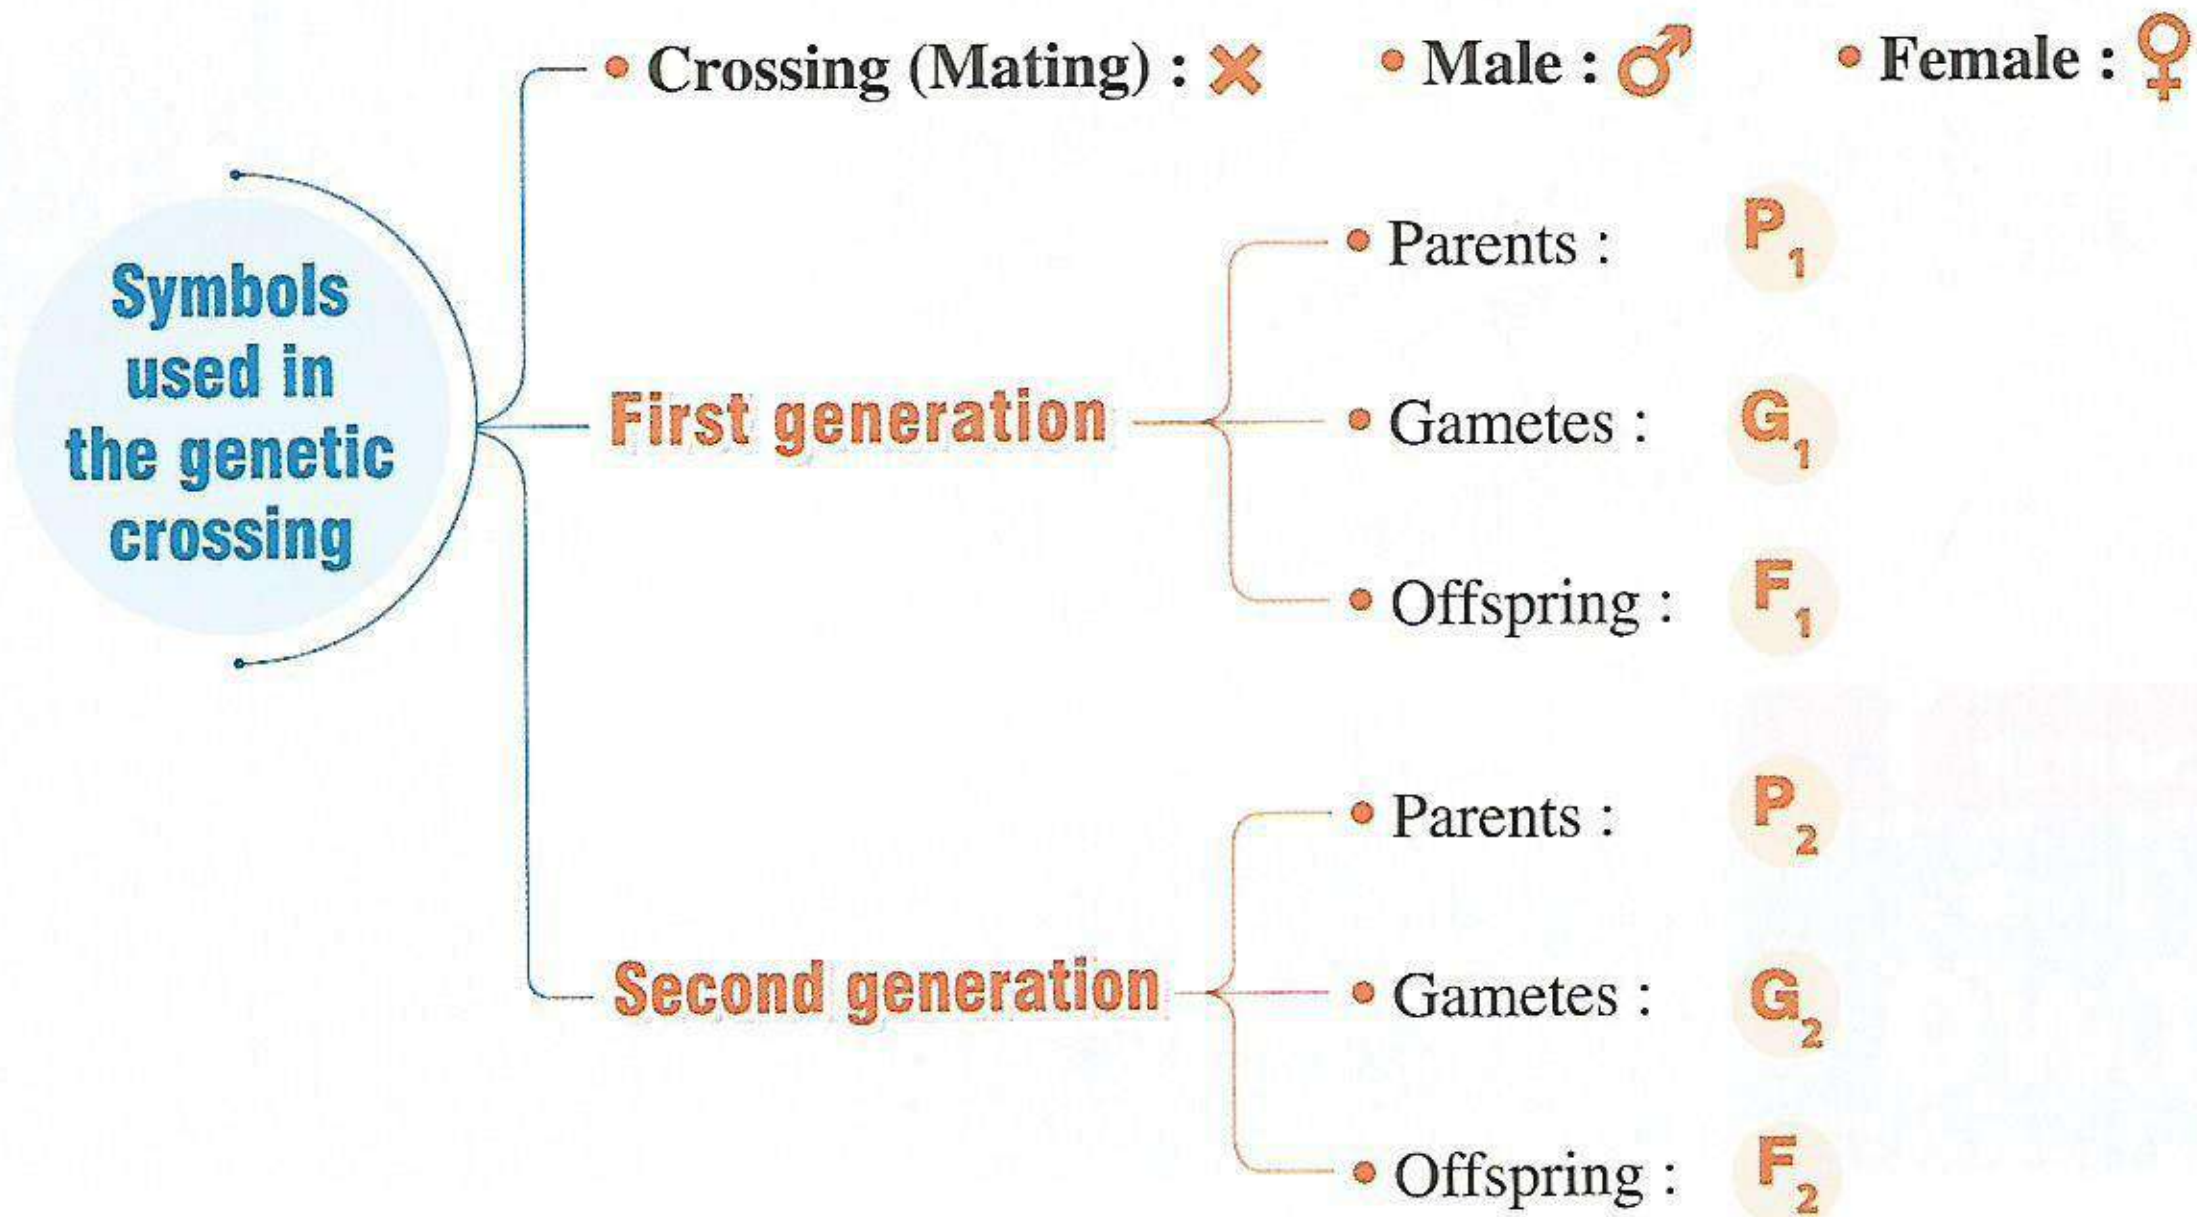 • Crossing (Mating) : ✕ • Male : ♂ • Female : ♀
Symbols
used in
the genetic
crossing
First generation
• Parents : P₁
• Gametes : G₁
• Offspring : F₁
Second generation
• Parents : P₂
• Gametes : G₂
• Offspring : F₂